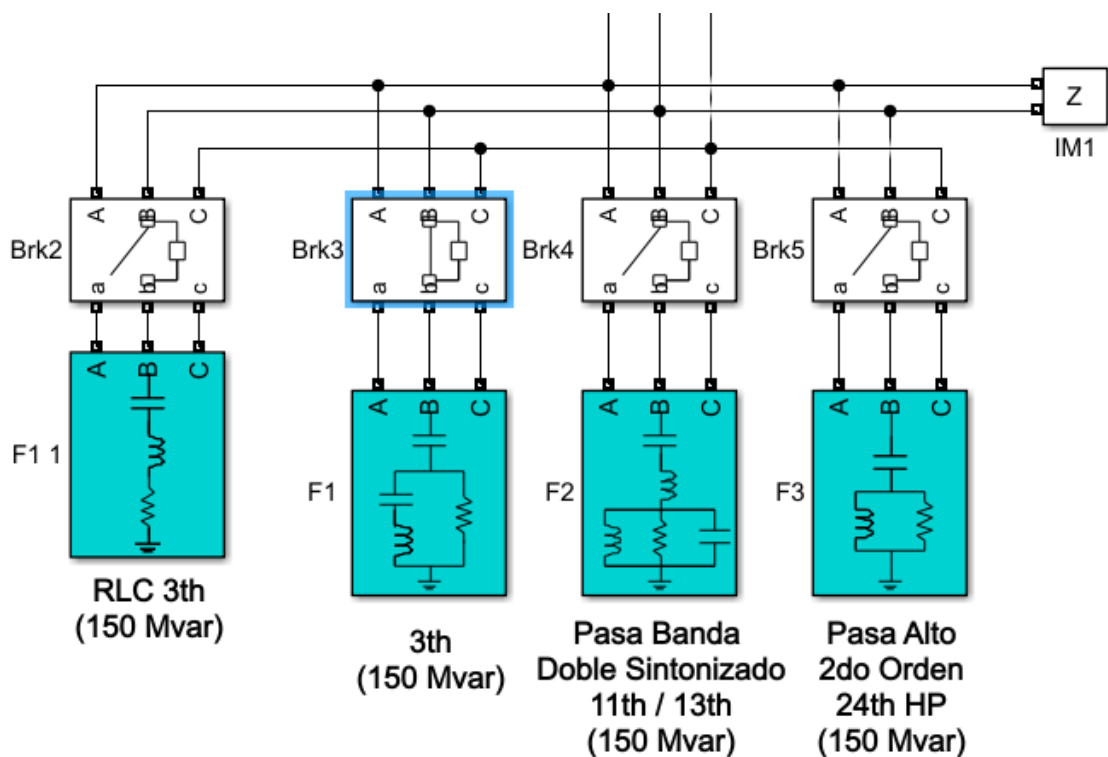 Z
IM1
A B C
Brk2
a b c
A B C
Brk3
a b c
A B C
Brk4
a b c
A B C
Brk5
a b c
A B C
F1 1
RLC 3th
(150 Mvar)
A B C
F1
3th
(150 Mvar)
A B C
F2
Pasa Banda
Doble Sintonizado
11th / 13th
(150 Mvar)
A B C
F3
Pasa Alto
2do Orden
24th HP
(150 Mvar)